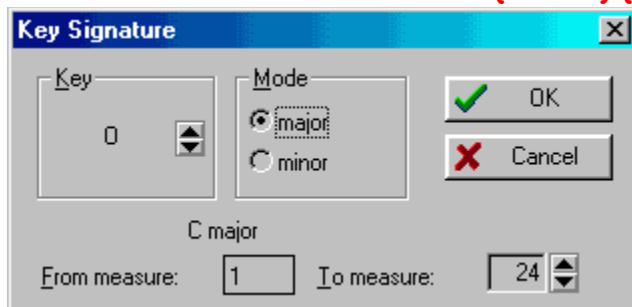 Key Signature
Key
0
Mode
major
minor
OK
Cancel
C major
From measure: 1 To measure: 24